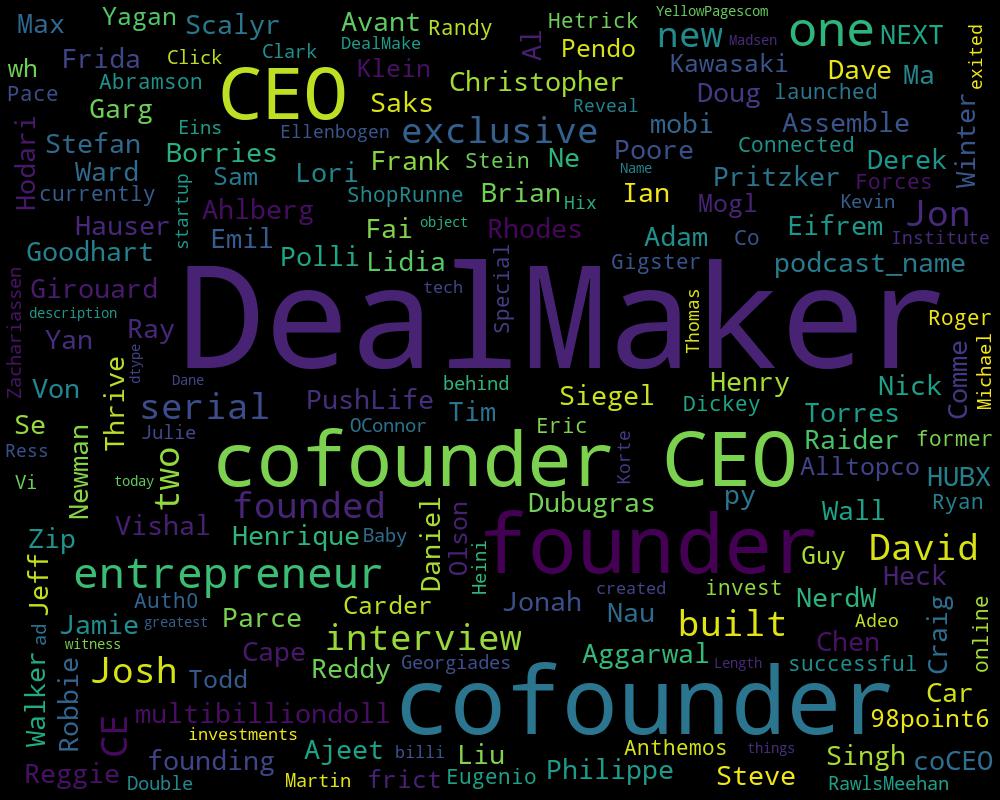 Max
Yagan
Scalyr
Avant
Randy
Hetrick
YellowPagescom
new
Madsen
one
NEXT
exited
DealMake
Al
Pendo
Frida
Click
Clark
Klein
Kawasaki
Dave
Ma
wh
Abramson
CEO
Christopher
Doug
launched
Pace
Garg
Saks
Reveal
Winter
Hodari
Stefan
Eins
Ellenbogen
exclusive
mobi
Assemble
Borries
Frank
Stein
Ne
Poore
Connected
Derek
Ward
Sam
Lori
Name
Pritzker
Forces
currently
startup
ShopRunne
Brian
Hix
Ian
Mogl
Kevin
Jon
Hauser
Ahlberg
Fai
object
Rhodes
Adam
Co
Eifrem
Institute
Goodhart
Emil
Polli
Lidia
Special
Gigster
podcast_name
Zachariassen
Girouard
tech
DealMaker
Thomas
description
Yan
Ray
Roger
Michael
dtype
Dane
Comme
Von
Thrive
serial
PushLife
behind
Siegel
Henry
Nick
Tim
Dickey
Torres
Se
Newman
Julie
OConnor
Eric
Raider
former
Ress
two
cofounder CEO
Korte
Alltopco
HUBX
Vi
today
founded
Dubugras
py
Wall
Ryan
Vishal
Daniel
Olson
founder
Zip
Henrique
Baby
Heini
Guy
David
Jeff
entrepreneur
created
invest
Heck
Auth0
Carder
Jonah
NerdW
Craig
online
ad
Jamie
greatest
Parce
Nau
built
Adeo
witness
interview
Chen
Walker
Robbie
Josh
Cape
Reddy
Georgiades
Aggarwal
Length
successful
Todd
cofounder
Car
CE
multibilliondoll
98point6
investments
founding
Ajeet
billi
Liu
Anthemos
things
Singh
coCEO
Reggie
Double
Martin
frict
Eugenio
Philippe
Steve
RawlsMeehan